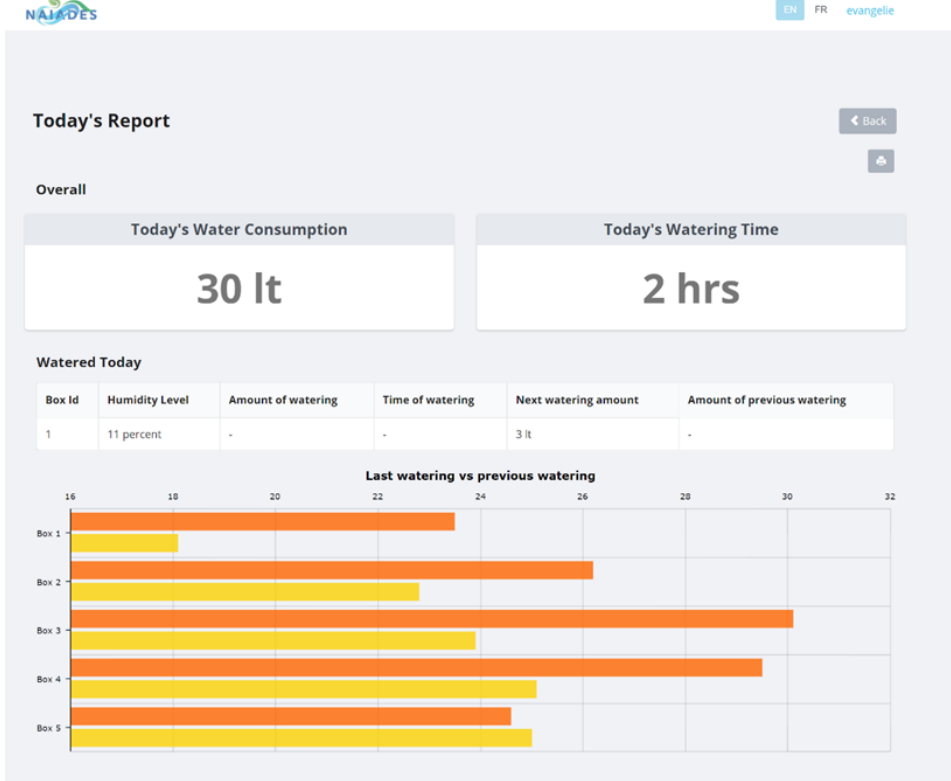 NAIADES
EN FR evangelie
Today's Report
Back
Overall
Today's Water Consumption Today's Watering Time
30 lt 2 hrs
Watered Today
Box Id Humidity Level Amount of watering Time of watering Next watering amount Amount of previous watering
1 11 percent - - 3 lt -
Last watering vs previous watering
16 18 20 22 24 26 28 30 32
Box 1
Box 2
Box 3
Box 4
Box 5